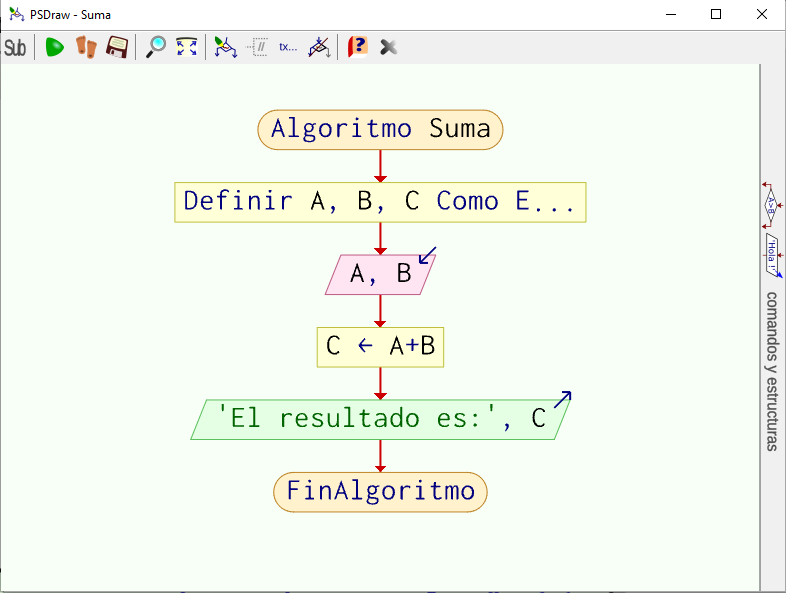 PSDraw - Suma
Sub
//
tx...
?
Algoritmo Suma
Definir A, B, C Como E...
A, B
C ← A+B
'El resultado es:', C
FinAlgoritmo
A>B
'Hola !'
comandos y estructuras